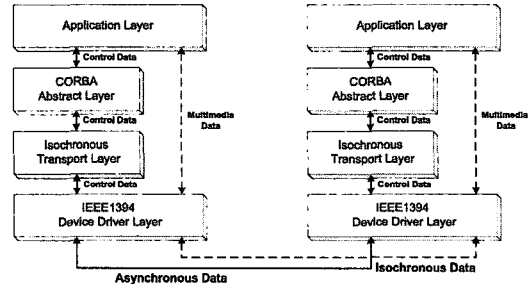 Application Layer
Application Layer
Control Data
Control Data
CORBA
Abstract Layer
CORBA
Abstract Layer
Control Data
Multimedia
Data
Control Data
Multimedia
Data
Isochronous
Transport Layer
Isochronous
Transport Layer
Control Data
Control Data
IEEE1394
Device Driver Layer
IEEE1394
Device Driver Layer
Isochronous Data
Asynchronous Data